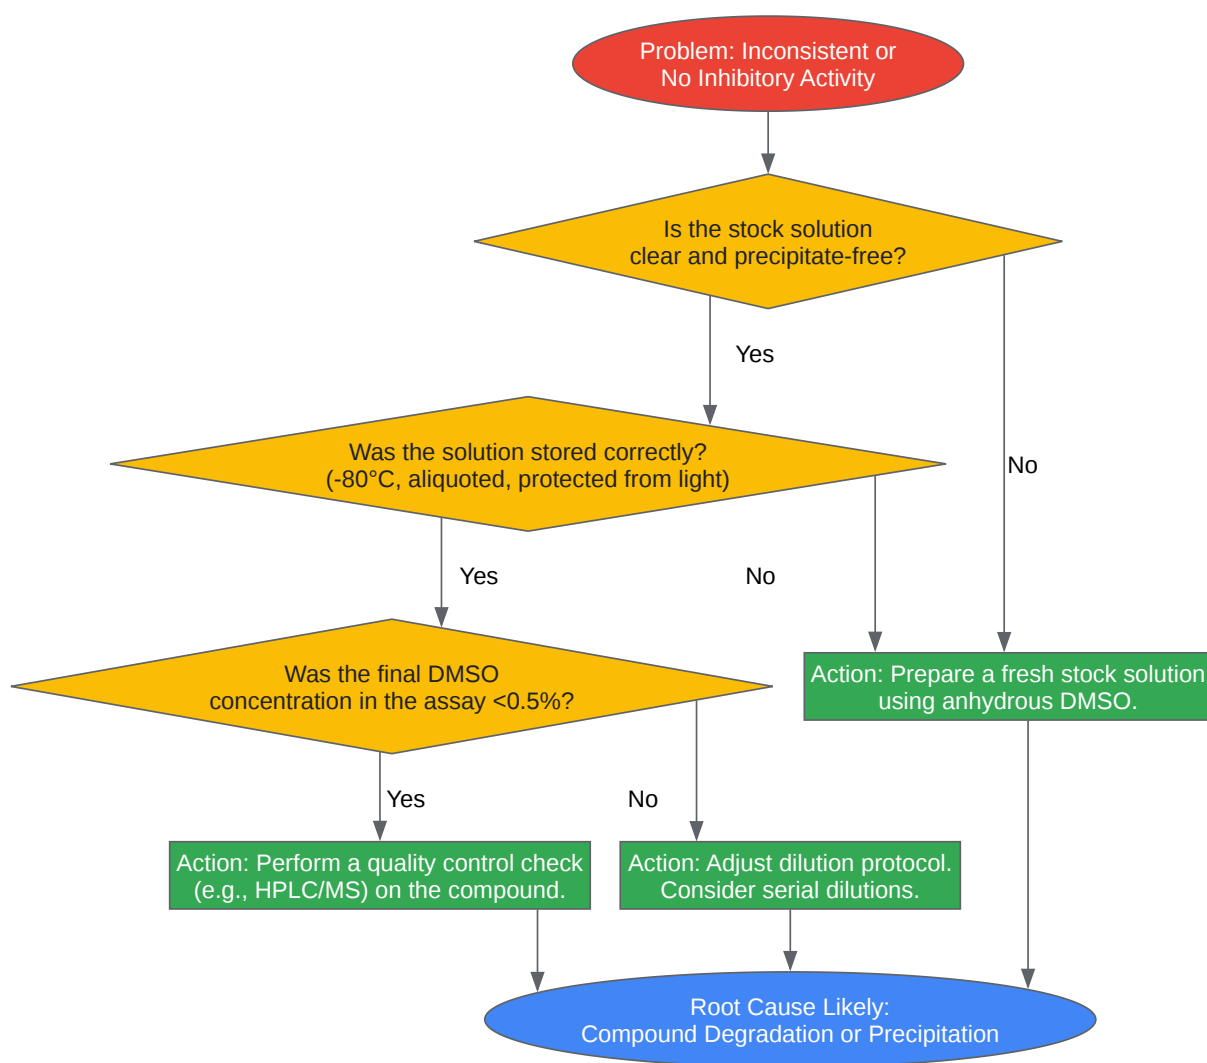 Problem: Inconsistent or
No Inhibitory Activity
Is the stock solution
clear and precipitate-free?
Yes
No
Was the solution stored correctly?
(-80°C, aliquoted, protected from light)
Yes
No
Was the final DMSO
concentration in the assay <0.5%?
Action: Prepare a fresh stock solution
using anhydrous DMSO.
Yes
No
Action: Perform a quality control check
(e.g., HPLC/MS) on the compound.
Action: Adjust dilution protocol.
Consider serial dilutions.
Root Cause Likely:
Compound Degradation or Precipitation